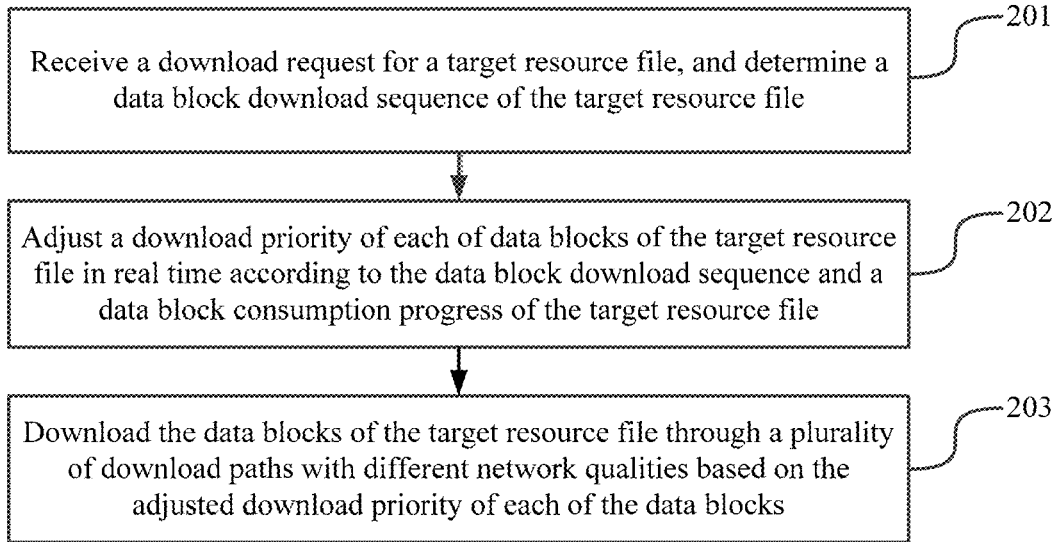 201
Receive a download request for a target resource file, and determine a
data block download sequence of the target resource file
202
Adjust a download priority of each of data blocks of the target resource
file in real time according to the data block download sequence and a
data block consumption progress of the target resource file
203
Download the data blocks of the target resource file through a plurality
of download paths with different network qualities based on the
adjusted download priority of each of the data blocks